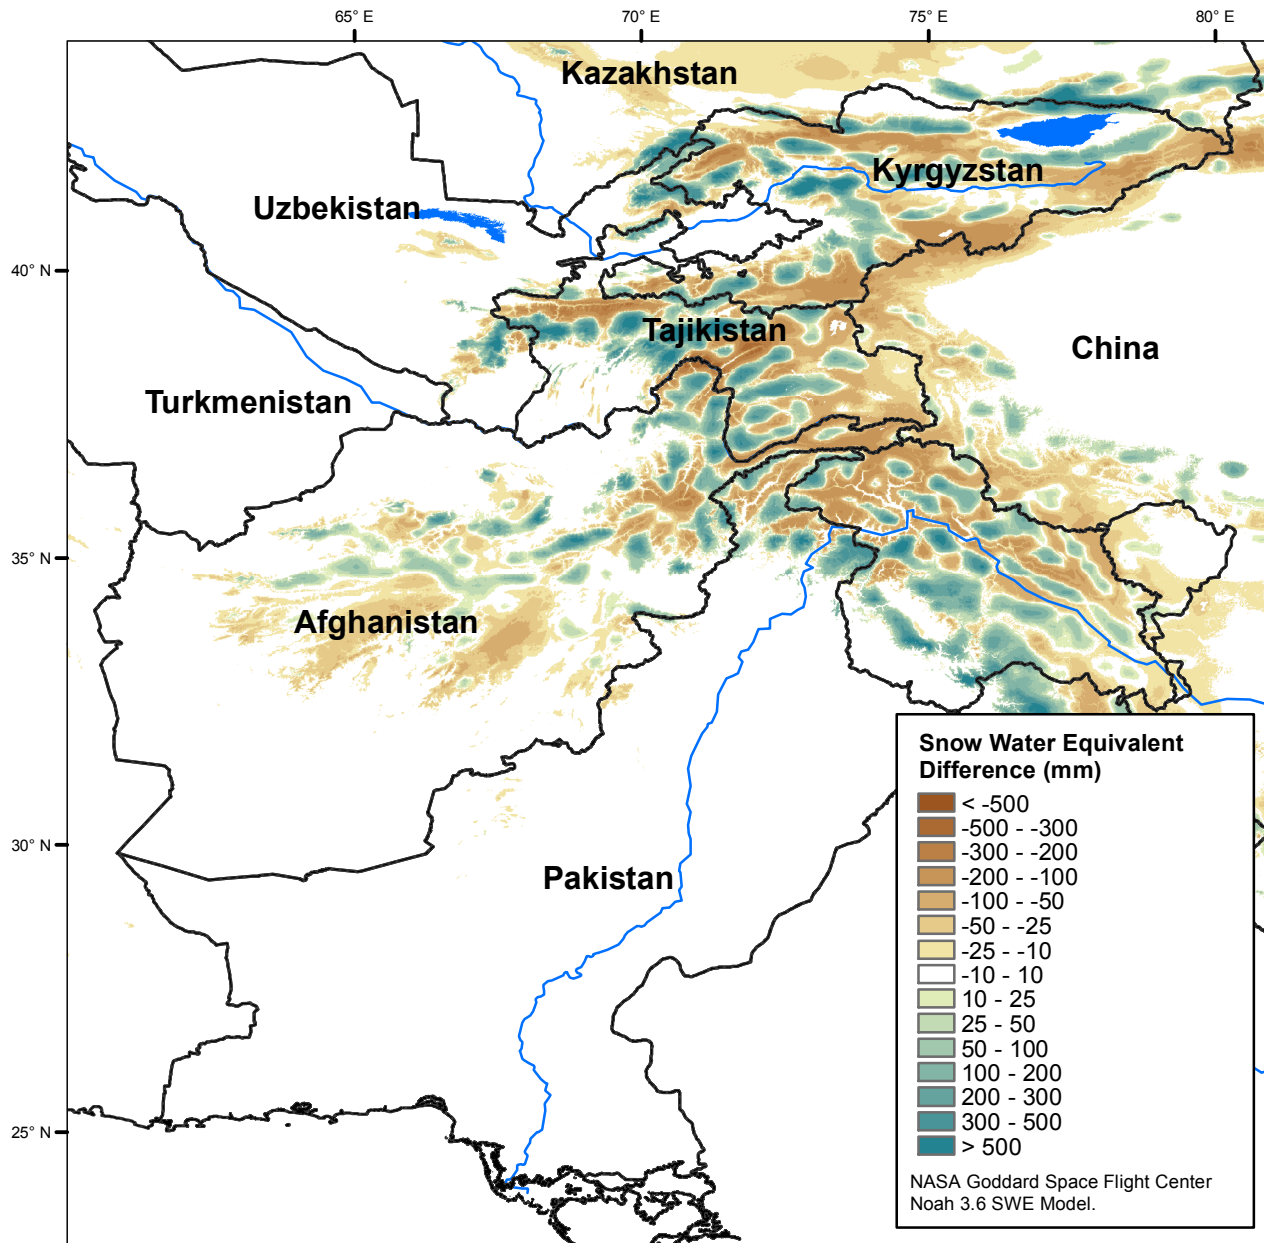 65° E
70° E
75° E
80° E
Kazakhstan
Kyrgyzstan
Uzbekistan
40° N
Tajikistan
China
Turkmenistan
35° N
Afghanistan
30° N
Pakistan
25° N
Snow Water Equivalent
Difference (mm)
< -500
-500 - -300
-300 - -200
-200 - -100
-100 - -50
-50 - -25
-25 - -10
-10 - 10
10 - 25
25 - 50
50 - 100
100 - 200
200 - 300
300 - 500
> 500
NASA Goddard Space Flight Center
Noah 3.6 SWE Model.